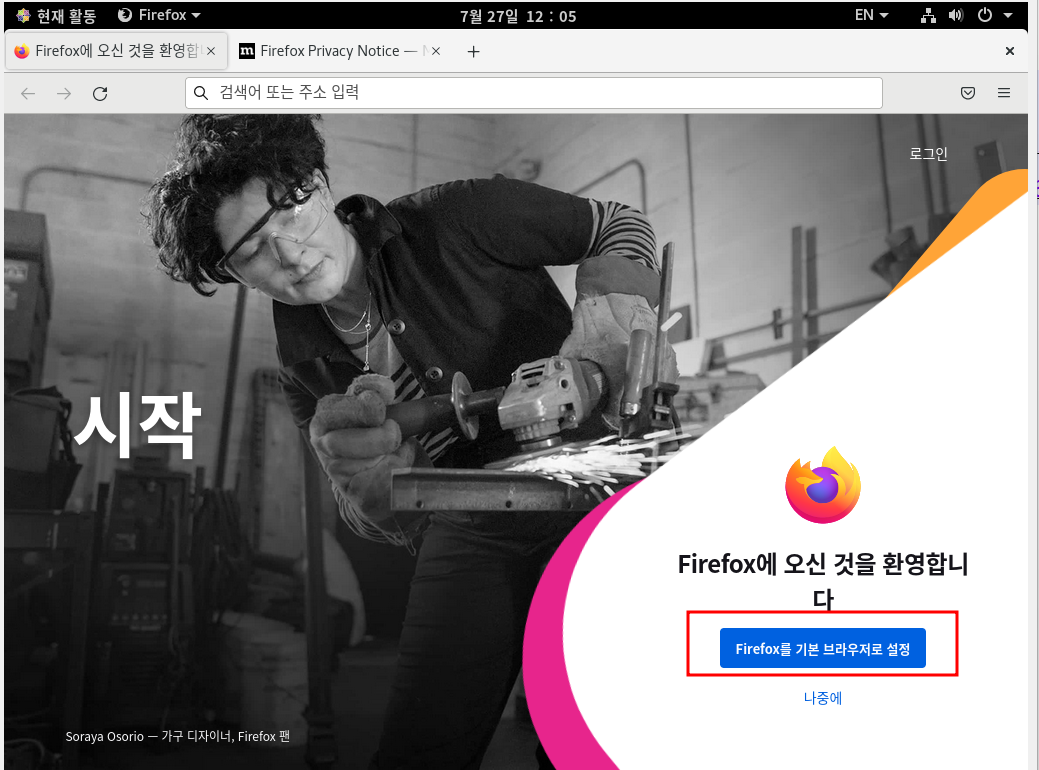 현재 활동 Firefox 7월 27일 12 : 05 EN
Firefox에 오신 것을 환영합니 Firefox Privacy Notice —
검색어 또는 주소 입력
로그인
시작
Firefox에 오신 것을 환영합니
다
Firefox를 기본 브라우저로 설정
나중에
Soraya Osorio — 가구 디자이너, Firefox 팬